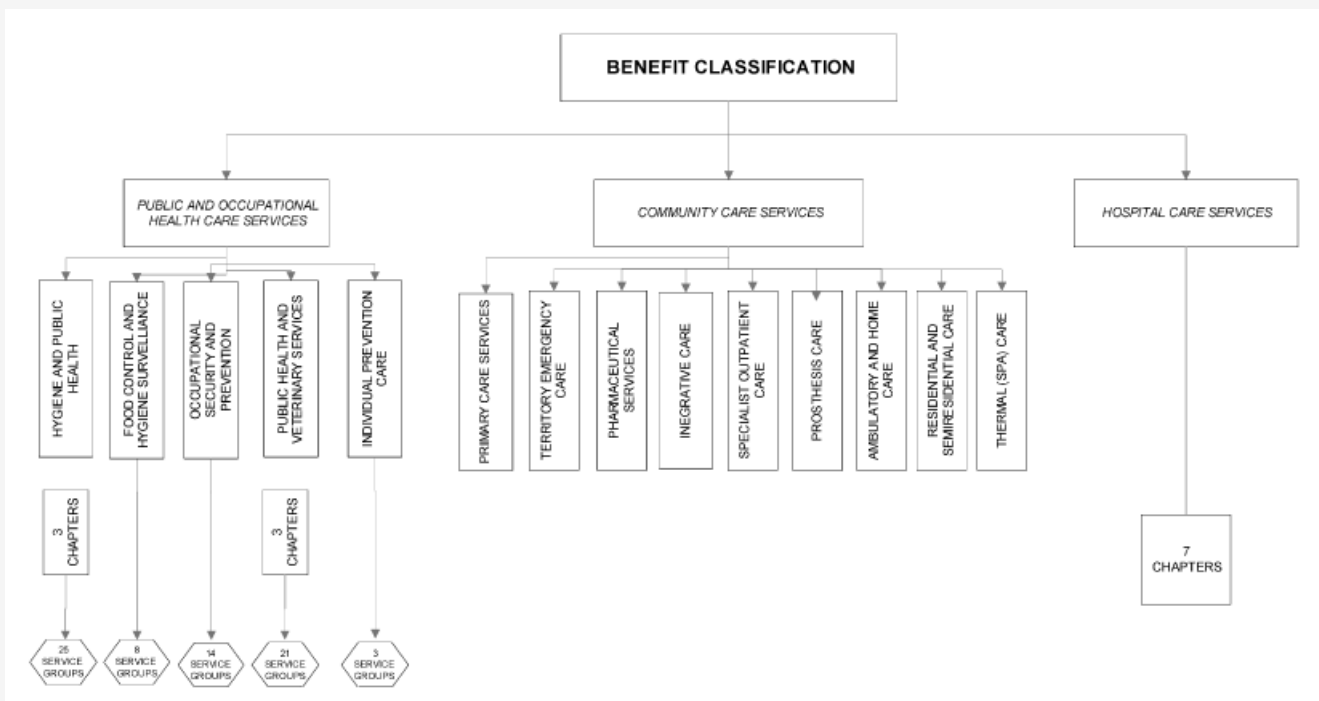 BENEFIT CLASSIFICATION
PUBLIC AND OCCUPATIONAL
HEALTH CARE SERVICES
COMMUNITY CARE SERVICES
HOSPITAL CARE SERVICES
HYGIENE AND PUBLIC
HEALTH
FOOD CONTROL AND
HYGIENE SURVELLIANCE
OCCUPATIONAL
SECURITY AND
PREVENTION
PUBLIC HEALTH AND
VETERINARY SERVICES
INDIVIDUAL PREVENTION
CARE
PRIMARY CARE SERVICES
TERRITORY EMERGENCY
CARE
PHARMACEUTICAL
SERVICES
INEGRATIVE CARE
SPECIALIST OUTPATIENT
CARE
PROSTHESIS CARE
AMBULATORY AND HOME
CARE
RESIDENTIAL AND
SEMIRESIDENTIAL CARE
THERMAL (SPA) CARE
3
CHAPTERS
3
CHAPTERS
7
CHAPTERS
25
SERVICE
GROUPS
8
SERVICE
GROUPS
14
SERVICE
GROUPS
21
SERVICE
GROUPS
3
SERVICE
GROUPS